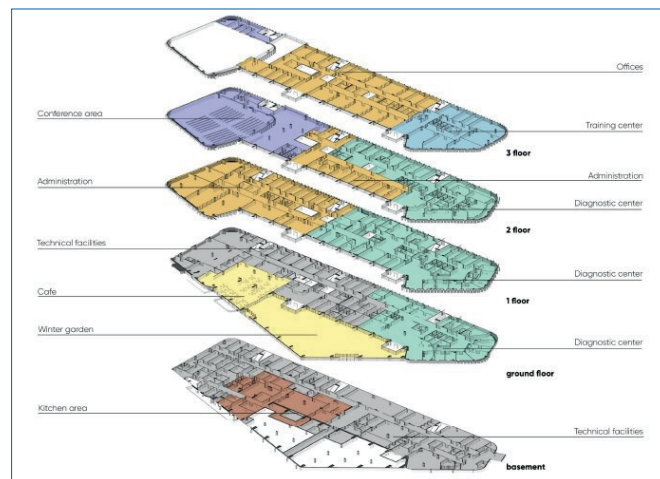 Offices
Conference area
Training center
3 floor
Administration
Administration
Diagnostic center
2 floor
Technical facilities
Diagnostic center
Cafe
1 floor
Winter garden
Diagnostic center
ground floor
Kitchen area
Technical facilities
basement